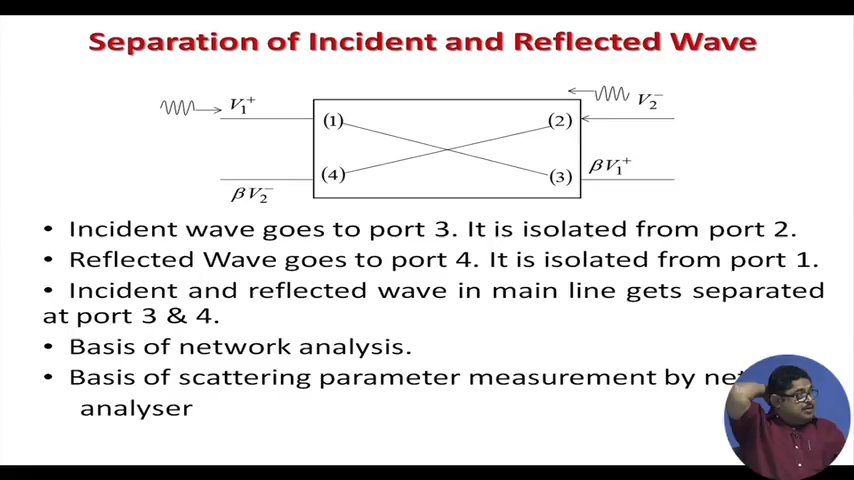 Separation of Incident and Reflected Wave
V₁⁺
V₂⁻
(1)
(2)
(4)
(3)
βV₁⁺
βV₂⁻
• Incident wave goes to port 3. It is isolated from port 2.
• Reflected Wave goes to port 4. It is isolated from port 1.
• Incident and reflected wave in main line gets separated
at port 3 & 4.
• Basis of network analysis.
• Basis of scattering parameter measurement by
analyser